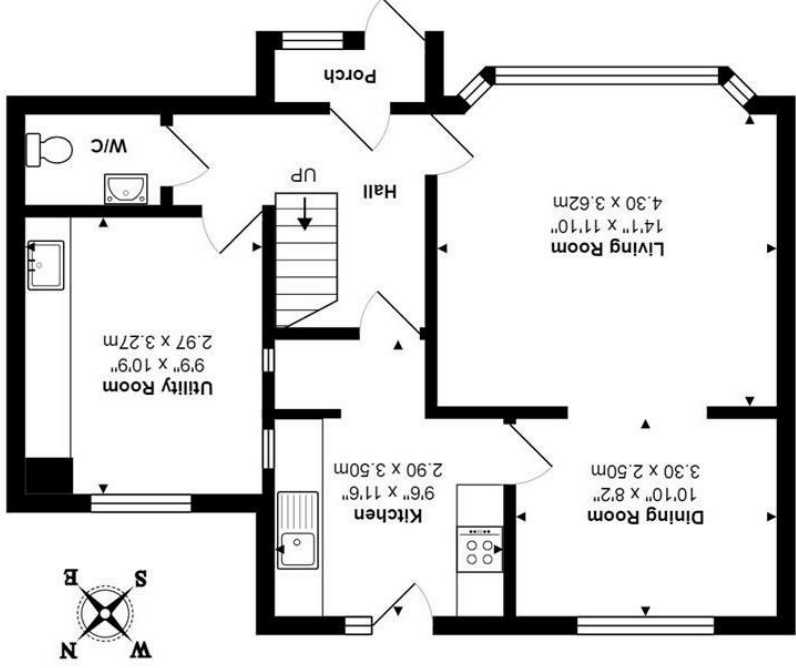 W
N
S
E
Dining Room
10'10" x 8'2"
3.30 x 2.50m
Kitchen
9'6" x 11'6"
2.90 x 3.50m
Utility Room
9'9" x 10'9"
2.97 x 3.27m
Living Room
14'1" x 11'10"
4.30 x 3.62m
Hall
UP
W/C
Porch